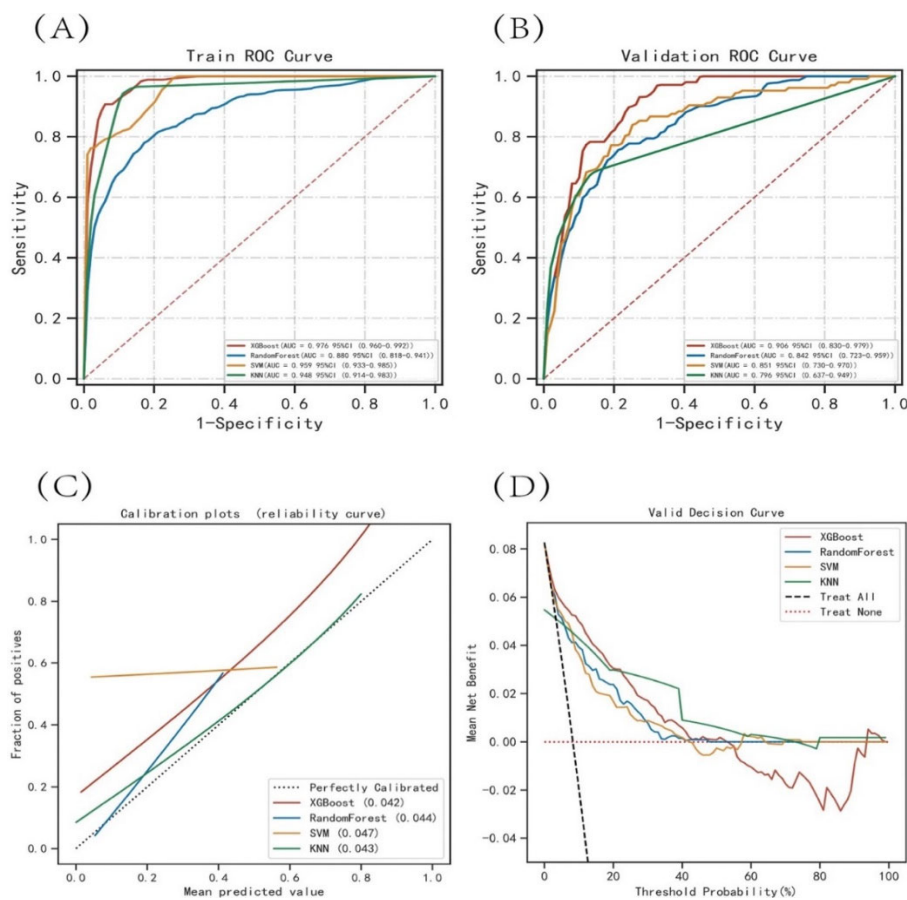 (A)
Train ROC Curve
Sensitivity
1.0
0.8
0.6
0.4
0.2
0.0
XGBoost(AUC = 0.976 95%CI (0.960-0.992))
RandomForest(AUC = 0.880 95%CI (0.818-0.941))
SVM(AUC = 0.959 95%CI (0.933-0.985))
KNN(AUC = 0.948 95%CI (0.914-0.983))
0.0 0.2 0.4 0.6 0.8 1.0
1-Specificity
(B)
Validation ROC Curve
Sensitivity
1.0
0.8
0.6
0.4
0.2
0.0
XGBoost(AUC = 0.906 95%CI (0.830-0.979))
RandomForest(AUC = 0.842 95%CI (0.723-0.959))
SVM(AUC = 0.851 95%CI (0.730-0.970))
KNN(AUC = 0.796 95%CI (0.637-0.949))
0.0 0.2 0.4 0.6 0.8 1.0
1-Specificity
(C)
Calibration plots (reliability curve)
Fraction of positives
1.0
0.8
0.6
0.4
0.2
0.0
Perfectly Calibrated
XGBoost (0.042)
RandomForest (0.044)
SVM (0.047)
KNN (0.043)
0.0 0.2 0.4 0.6 0.8 1.0
Mean predicted value
(D)
Valid Decision Curve
Mean Net Benefit
0.08
0.06
0.04
0.02
0.00
-0.02
-0.04
XGBoost
RandomForest
SVM
KNN
Treat All
Treat None
0 20 40 60 80 100
Threshold Probability(%)